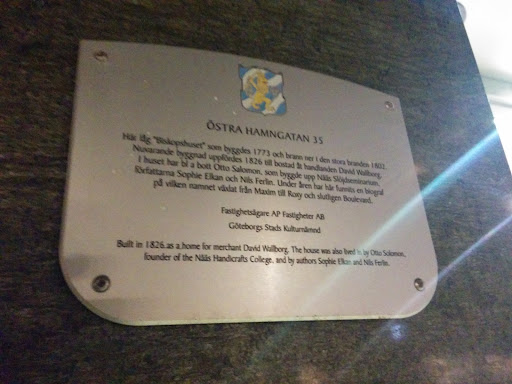 ÖSTRA HAMNGATAN 35
Här låg "Biskopshuset" som byggdes 1773 och brann ner i den stora branden 1802.
Nuvarande byggnad uppfördes 1826 till bostad åt handlanden David Wallborg.
I huset har bl a bott Otto Salomon, som byggde upp Nääs Slöjdseminarium,
författarna Sophie Elkan och Nils Ferlin. Under åren har här funnits en biograf
på vilken namnet växlat från Maxim till Roxy och slutligen Boulevard.
Fastighetsägare AP Fastigheter AB
Göteborgs Stads Kulturnämnd
Built in 1826 as a home for merchant David Wallborg. The house was also lived in by Otto Salomon,
founder of the Nääs Handicrafts College, and by authors Sophie Elkan and Nils Ferlin.